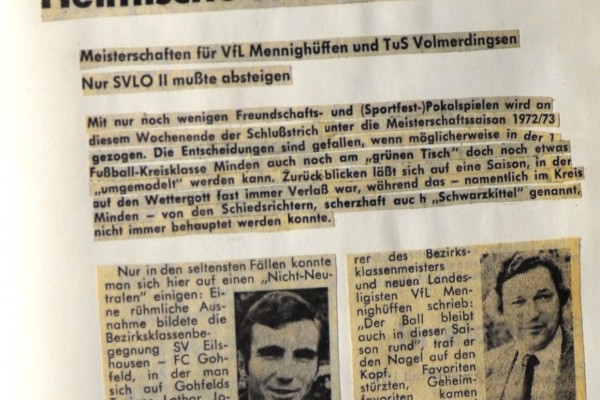 Meisterschaften für VfL Mennighüffen und TuS Volmerdingsen
Nur SVLO II mußte absteigen
Mit nur noch wenigen Freundschafts- und (Sportfest-)Pokalspielen wird an
diesem Wochenende der Schlußstrich unter die Meisterschaftssaison 1972/73
gezogen. Die Entscheidungen sind gefallen, wenn möglicherweise in der 1.
Fußball-Kreisklasse Minden auch noch am „grünen Tisch" doch noch etwas
„umgemodelt" werden kann. Zurückblicken läßt sich auf eine Saison, in der
auf den Wettergott fast immer Verlaß war, während das – namentlich im Kreis
Minden – von den Schiedsrichtern, scherzhaft auc h „Schwarzkittel" genannt,
nicht immer behauptet werden konnte.
Nur in den seltensten Fällen konnte
man sich hier auf einen „Nicht-Neu-
tralen" einigen: Ei-
ne rühmliche Aus-
nahme bildete die
Bezirksklassenbe-
gegnung SV Eils-
hausen – FC Goh-
feld, in der man
sich auf Gohfelds
Lothar
rer des Bezirks-
klassenmeisters
und neuen Landes-
ligisten VfL Men-
nighüffen schrieb:
„Der Ball bleibt
auch in dieser Sai-
son rund", traf er
den Nagel auf den
Kopf. Favoriten
stürzten, Geheim-
favoriten kamen